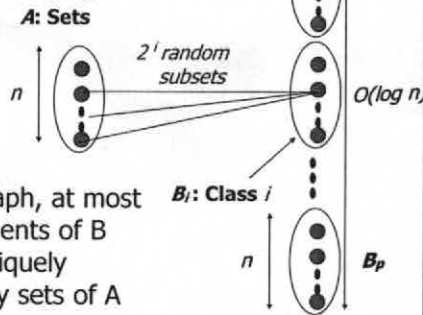 A: Sets
2^i random
subsets
n
O(log n)
B_i: Class i
aph, at most
ents of B
n
B_p
iquely
y sets of A